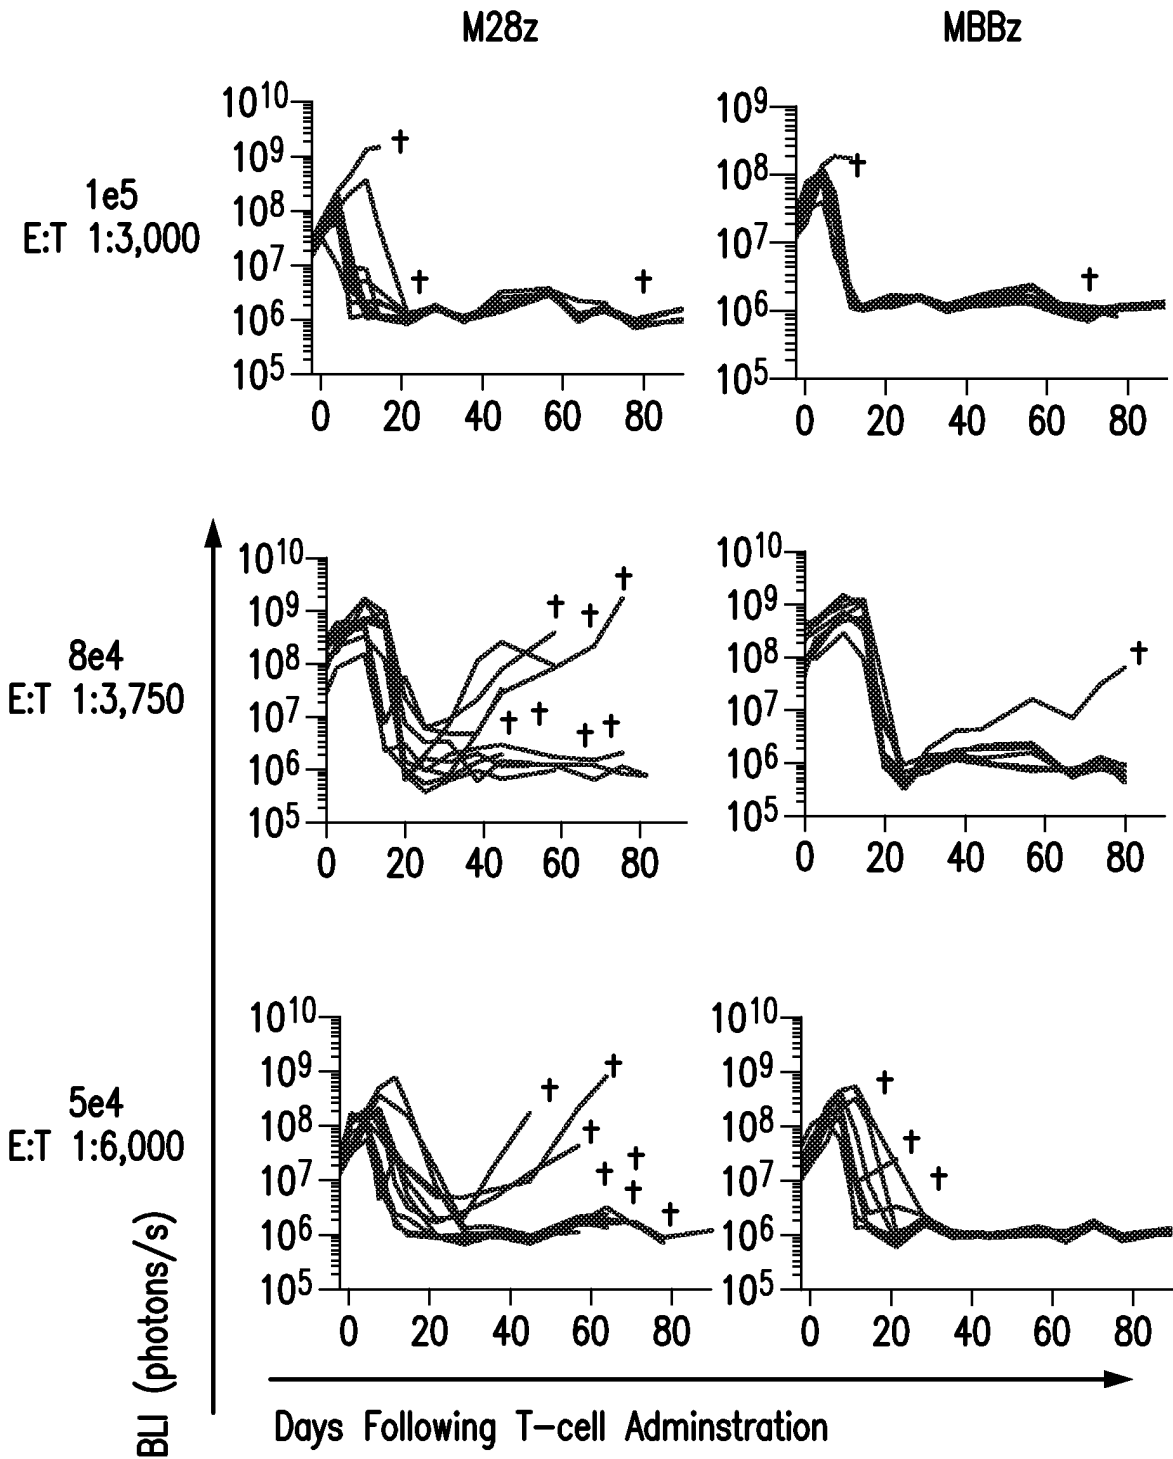 M28z MBBz
1e5
E:T 1:3,000
10^10
10^9
10^8
10^7
10^6
10^5
0 20 40 60 80
† † †
10^9
10^8
10^7
10^6
10^5
0 20 40 60 80
† †
8e4
E:T 1:3,750
10^10
10^9
10^8
10^7
10^6
10^5
0 20 40 60 80
† † † † † † †
10^10
10^9
10^8
10^7
10^6
10^5
0 20 40 60 80
†
5e4
E:T 1:6,000
10^10
10^9
10^8
10^7
10^6
10^5
0 20 40 60 80
† † † † † † †
10^10
10^9
10^8
10^7
10^6
10^5
0 20 40 60 80
† † †
BLI (photons/s)
Days Following T-cell Adminstration